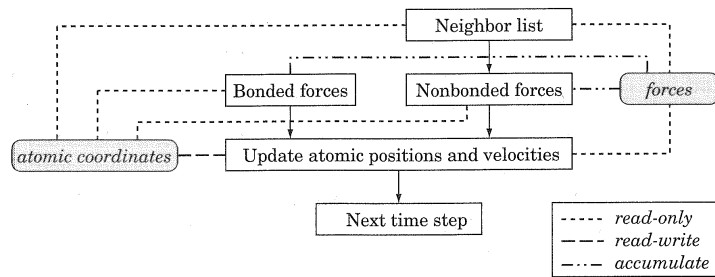 Neighbor list
Bonded forces
Nonbonded forces
forces
atomic coordinates
Update atomic positions and velocities
Next time step
read-only
read-write
accumulate